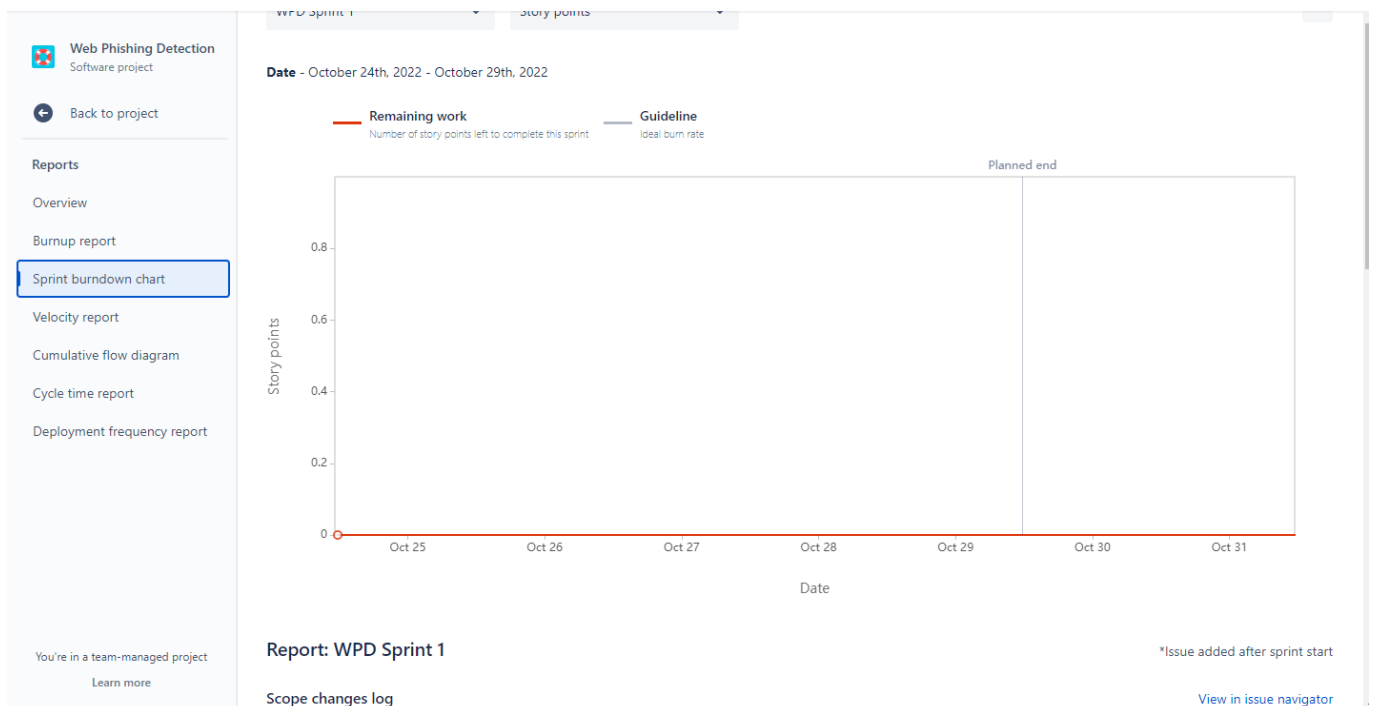 WPD Sprint 1
Story points
Web Phishing Detection
Software project
Back to project
Reports
Overview
Burnup report
Sprint burndown chart
Velocity report
Cumulative flow diagram
Cycle time report
Deployment frequency report
You're in a team-managed project
Learn more
Date - October 24th, 2022 - October 29th, 2022
Remaining work
Number of story points left to complete this sprint
Guideline
Ideal burn rate
Planned end
0.8
0.6
0.4
0.2
0
Story points
Oct 25 Oct 26 Oct 27 Oct 28 Oct 29 Oct 30 Oct 31
Date
Report: WPD Sprint 1
*Issue added after sprint start
Scope changes log
View in issue navigator